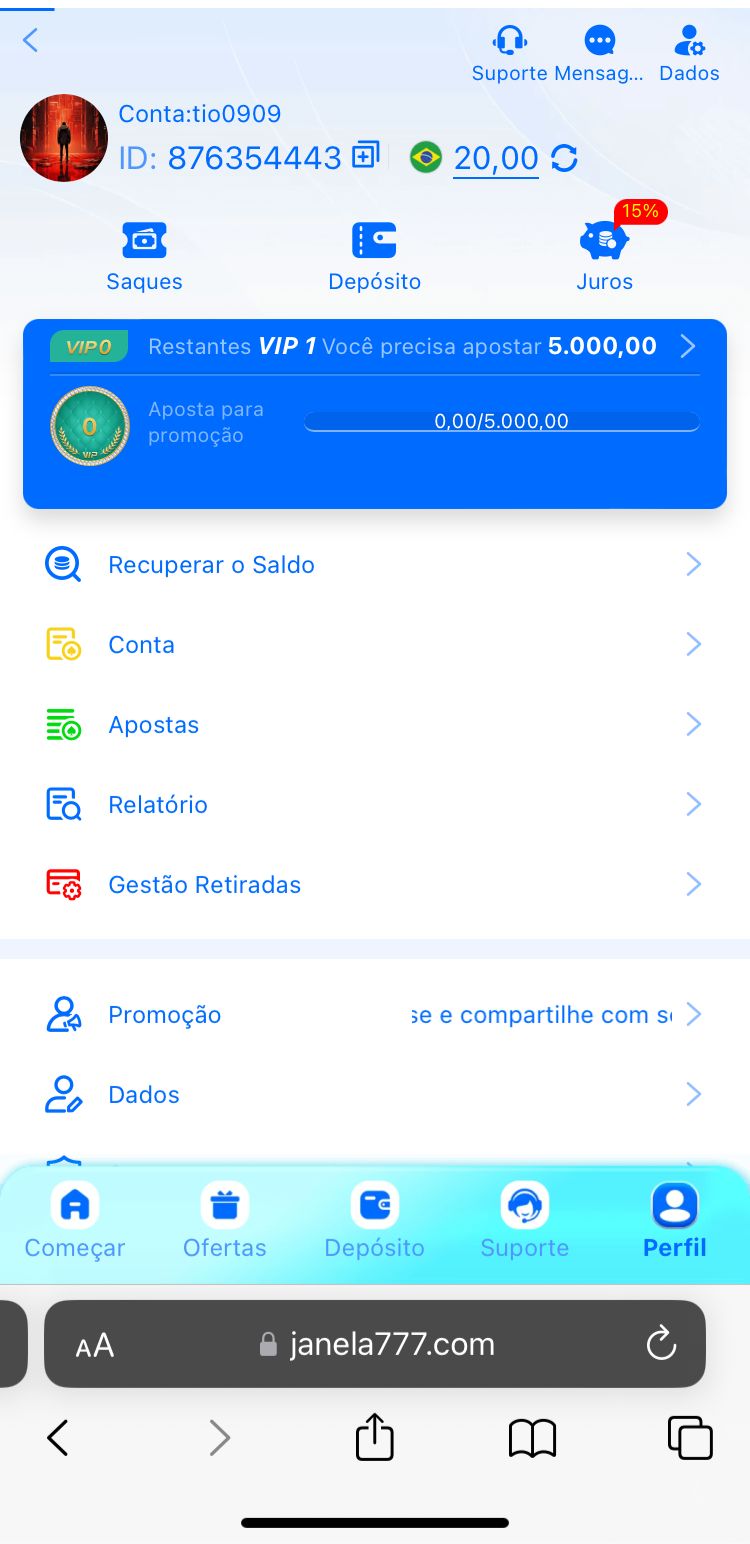 Suporte Mensag... Dados
Conta:tio0909
ID: 876354443 20,00
15%
Saques Depósito Juros
VIP0 Restantes VIP 1 Você precisa apostar 5.000,00
0 VIP
Aposta para promoção 0,00/5.000,00
Recuperar o Saldo
Conta
Apostas
Relatório
Gestão Retiradas
Promoção se e compartilhe com s
Dados
Começar Ofertas Depósito Suporte Perfil
AA janela777.com